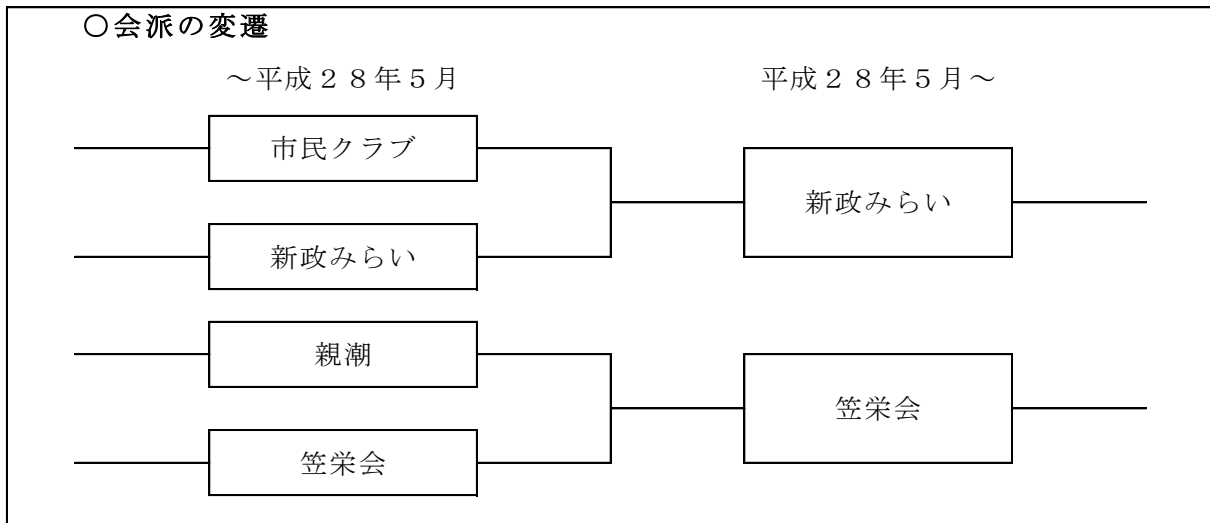 ○会派の変遷
～平成２８年５月
平成２８年５月～
市民クラブ
新政みらい
新政みらい
親潮
笠栄会
笠栄会